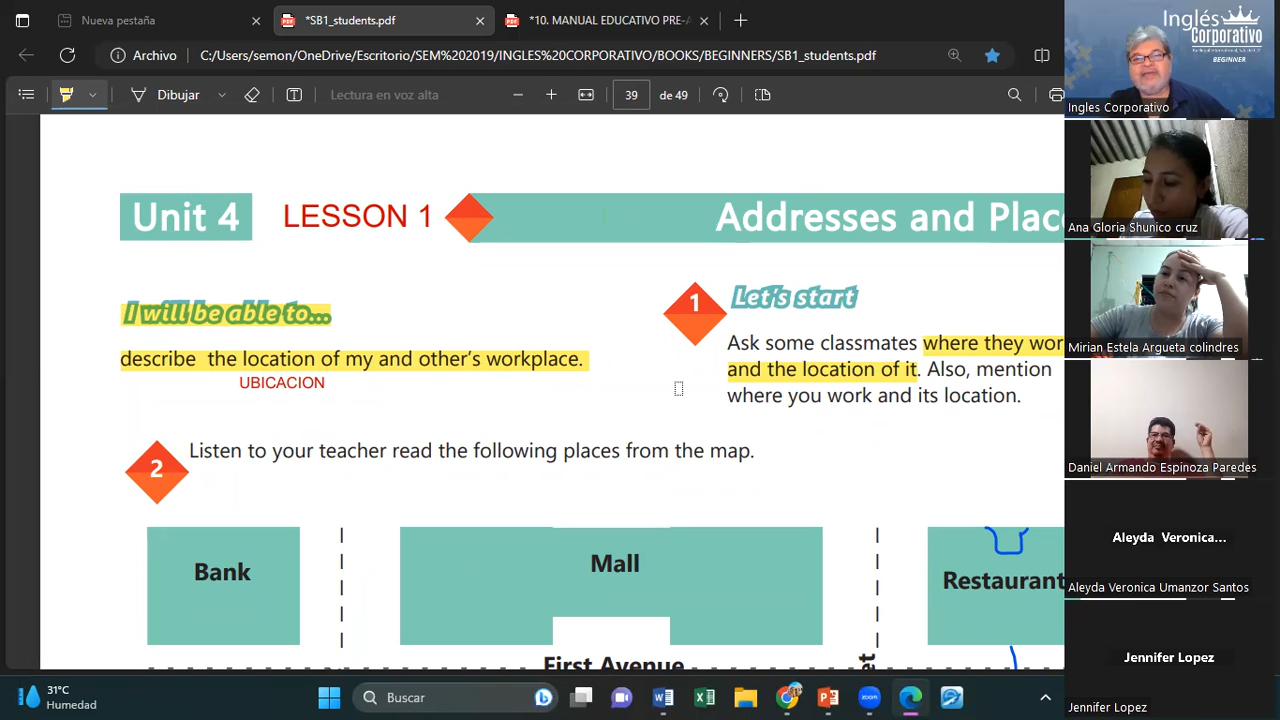 Nueva pestaña
*SB1_students.pdf
*10. MANUAL EDUCATIVO PRE-A
Archivo
C:/Users/semon/OneDrive/Escritorio/SEM%202019/INGLES%20CORPORATIVO/BOOKS/BEGINNERS/SB1_students.pdf
Dibujar
Lectura en voz alta
39
de 49
Unit 4
LESSON 1
Addresses and Place
I will be able to...
describe the location of my and other's workplace.
UBICACION
1
Let's start
Ask some classmates where they wor
and the location of it. Also, mention
where you work and its location.
2
Listen to your teacher read the following places from the map.
Bank
Mall
Restaurant
First Avenue
et
Inglés
Corporativo
BEGINNER
Ingles Corporativo
Ana Gloria Shunico cruz
Mirian Estela Argueta colindres
Daniel Armando Espinoza Paredes
Aleyda Veronica...
Aleyda Veronica Umanzor Santos
Jennifer Lopez
Jennifer Lopez
31°C
Humedad
Buscar